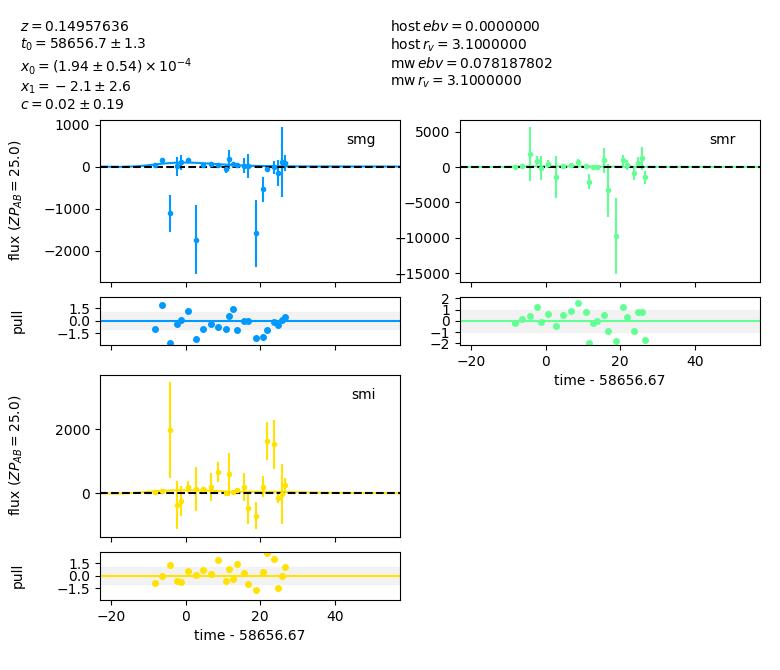 z = 0.14957636
t₀ = 58656.7 ± 1.3
x₀ = (1.94 ± 0.54) × 10⁻⁴
x₁ = −2.1 ± 2.6
c = 0.02 ± 0.19
host ebv = 0.0000000
host r_v = 3.1000000
mw ebv = 0.078187802
mw r_v = 3.1000000
flux (ZP_AB = 25.0)
1000
0
−1000
−2000
smg
5000
0
−5000
−10000
−15000
smr
pull
1.5
0.0
−1.5
2
1
0
−1
−2
−20 0 20 40
time - 58656.67
flux (ZP_AB = 25.0)
2000
0
smi
pull
1.5
0.0
−1.5
−20 0 20 40
time - 58656.67